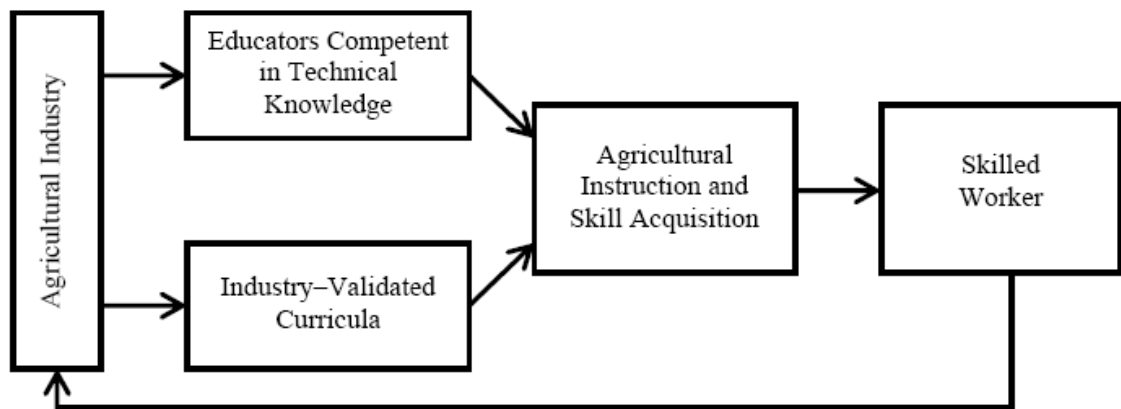 Agricultural Industry
Educators Competent
in Technical
Knowledge
Industry–Validated
Curricula
Agricultural
Instruction and
Skill Acquisition
Skilled
Worker